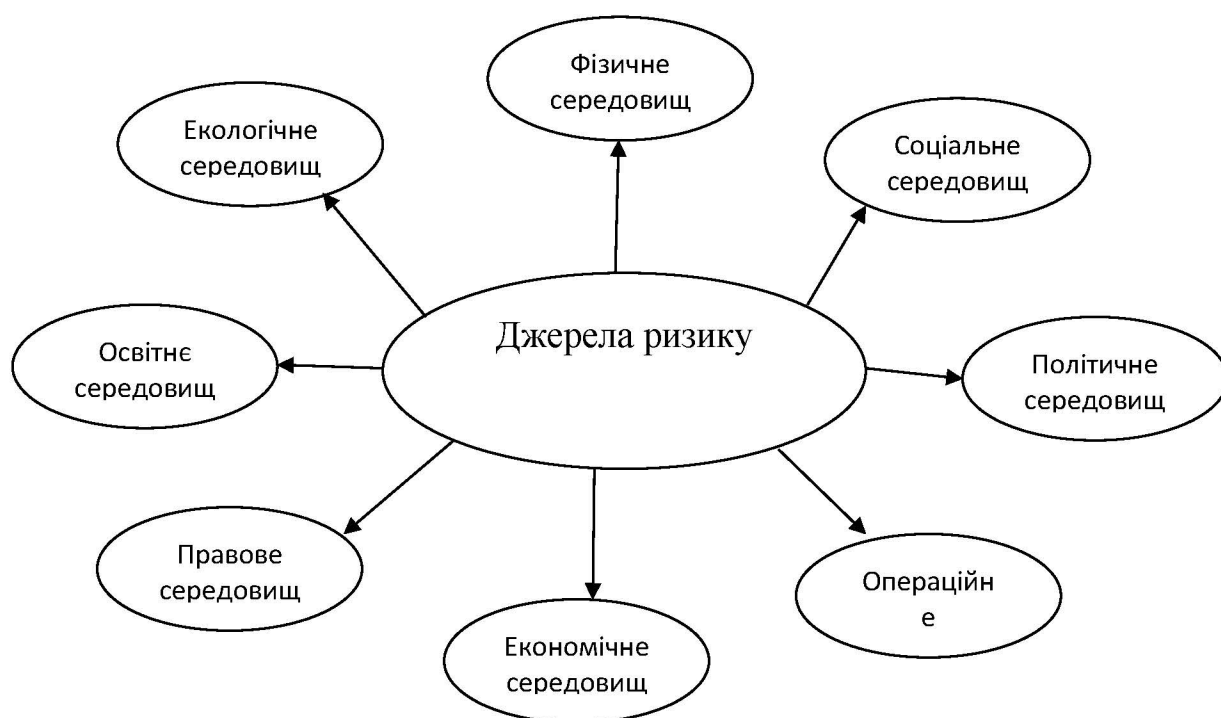 Фізичне
середовищ
Екологічне
середовищ
Соціальне
середовищ
Джерела ризику
Освітнє
середовищ
Політичне
середовищ
Правове
середовищ
Операційн
е
Економічне
середовищ